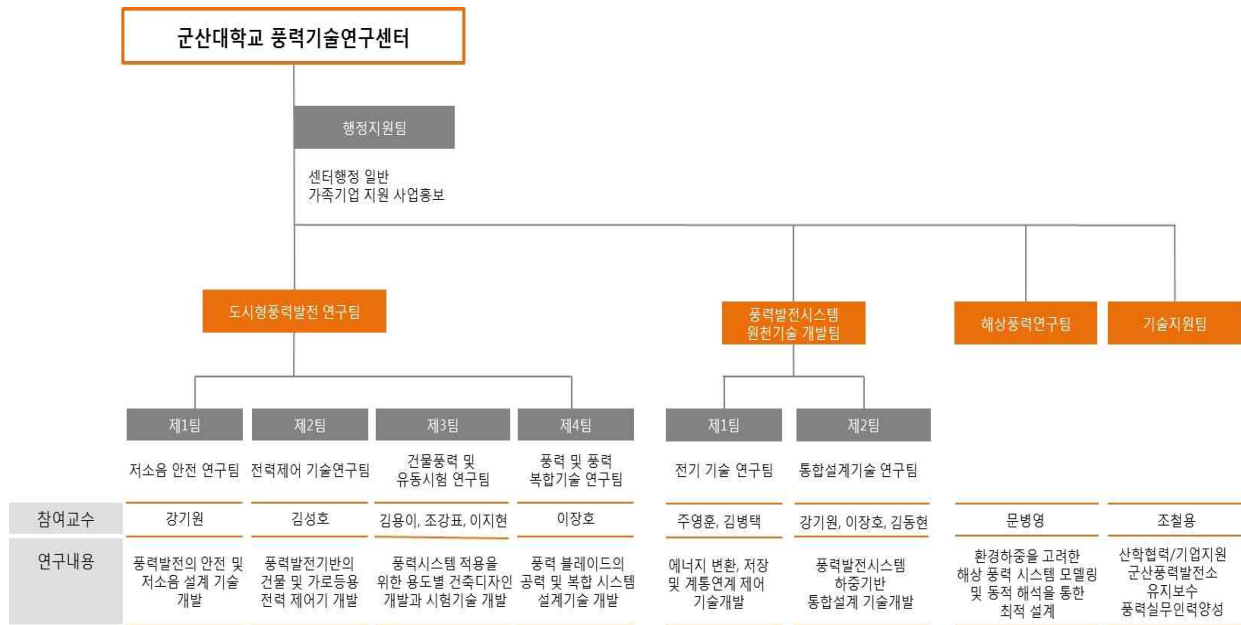 군산대학교 풍력기술연구센터
행정지원팀
센터행정 일반
가족기업 지원 사업홍보
도시형풍력발전 연구팀
풍력발전시스템
원천기술 개발팀
해상풍력연구팀
기술지원팀
제1팀
제2팀
제3팀
제4팀
제1팀
제2팀
저소음 안전 연구팀
전력제어 기술연구팀
건물풍력 및
유동시험 연구팀
풍력 및 풍력
복합기술 연구팀
전기 기술 연구팀
통합설계기술 연구팀
참여교수
강기원
김성호
김용이, 조강표, 이지현
이장호
주영훈, 김병택
강기원, 이장호, 김동현
문병영
조철용
연구내용
풍력발전의 안전 및
저소음 설계 기술
개발
풍력발전기반의
건물 및 가로등용
전력 제어기 개발
풍력시스템 적용을
위한 용도별 건축디자인
개발과 시험기술 개발
풍력 블레이드의
공력 및 복합 시스템
설계기술 개발
에너지 변환, 저장
및 계통연계 제어
기술개발
풍력발전시스템
하중기반
통합설계 기술개발
환경하중을 고려한
해상 풍력 시스템 모델링
및 동적 해석을 통한
최적 설계
산학협력/기업지원
군산풍력발전소
유지보수
풍력실무인력양성